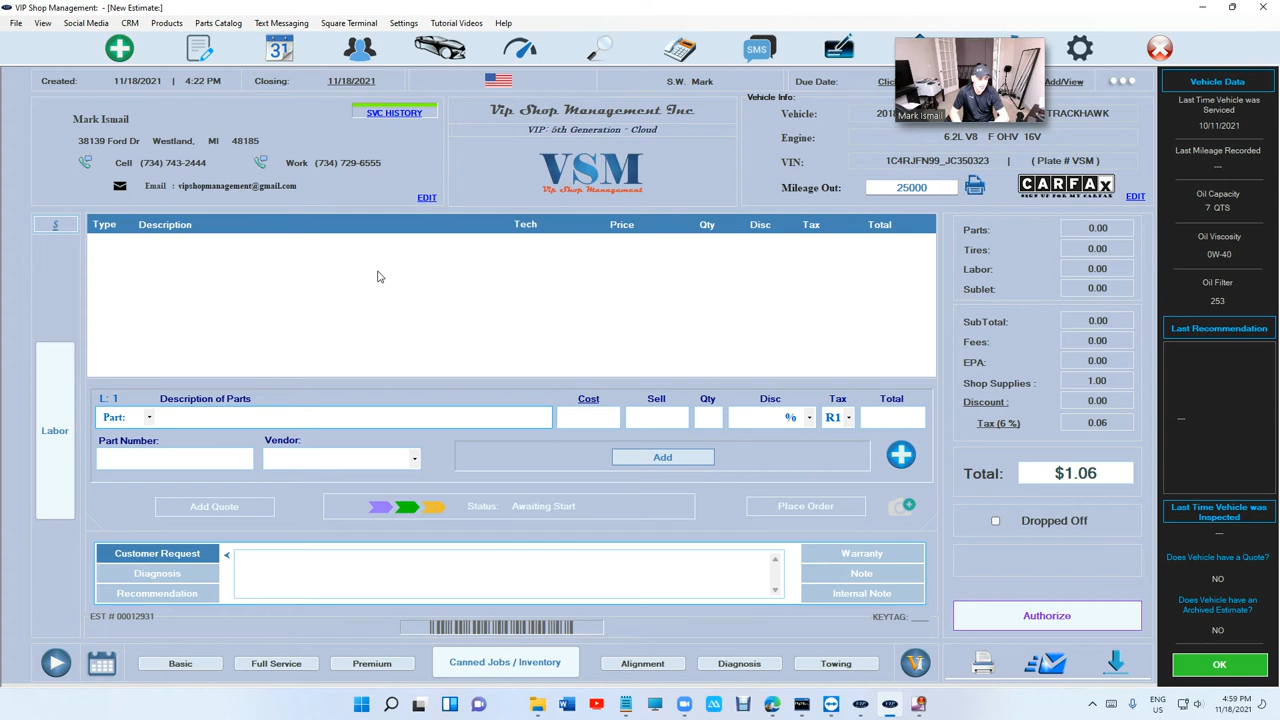 VIP Shop Management: - [New Estimate:]
File View Social Media CRM Products Parts Catalog Text Messaging Square Terminal Settings Tutorial Videos Help
31 SMS
Created: 11/18/2021 | 4:22 PM Closing: 11/18/2021 S.W. Mark Due Date: Add/View
Mark Ismail
38139 Ford Dr Westland, MI 48185
Cell (734) 743-2444 Work (734) 729-6555
Email : vipshopmanagement@gmail.com
EDIT
SVC HISTORY
Vip Shop Management Inc
VIP: 5th Generation - Cloud
VSM
Vip Shop Management
Vehicle Info:
Vehicle: TRACKHAWK
Engine: 6.2L V8 F OHV 16V
VIN: 1C4RJFN99_JC350323 | ( Plate # VSM )
Mileage Out: 25000 CARFAX
EDIT
Mark Ismail
S
Type Description Tech Price Qty Disc Tax Total
Labor
L: 1 Description of Parts Cost Sell Qty Disc Tax Total
Part: % R1
Part Number: Vendor:
Add
Add Quote Status: Awaiting Start Place Order
Customer Request <
Diagnosis
Recommendation
Warranty
Note
Internal Note
EST # 00012931 KEYTAG: ____
Basic Full Service Premium Canned Jobs / Inventory Alignment Diagnosis Towing
Parts: 0.00
Tires: 0.00
Labor: 0.00
Sublet: 0.00
SubTotal: 0.00
Fees: 0.00
EPA: 0.00
Shop Supplies : 1.00
Discount : 0.00
Tax (6 %) 0.06
Total: $1.06
Dropped Off
Authorize
Vehicle Data
Last Time Vehicle was
Serviced
10/11/2021
Last Mileage Recorded
---
Oil Capacity
7 QTS
Oil Viscosity
0W-40
Oil Filter
253
Last Recommendation
---
Last Time Vehicle was
Inspected
---
Does Vehicle have a Quote?
NO
Does Vehicle have an
Archived Estimate?
NO
OK
ENG
US
4:59 PM
11/18/2021